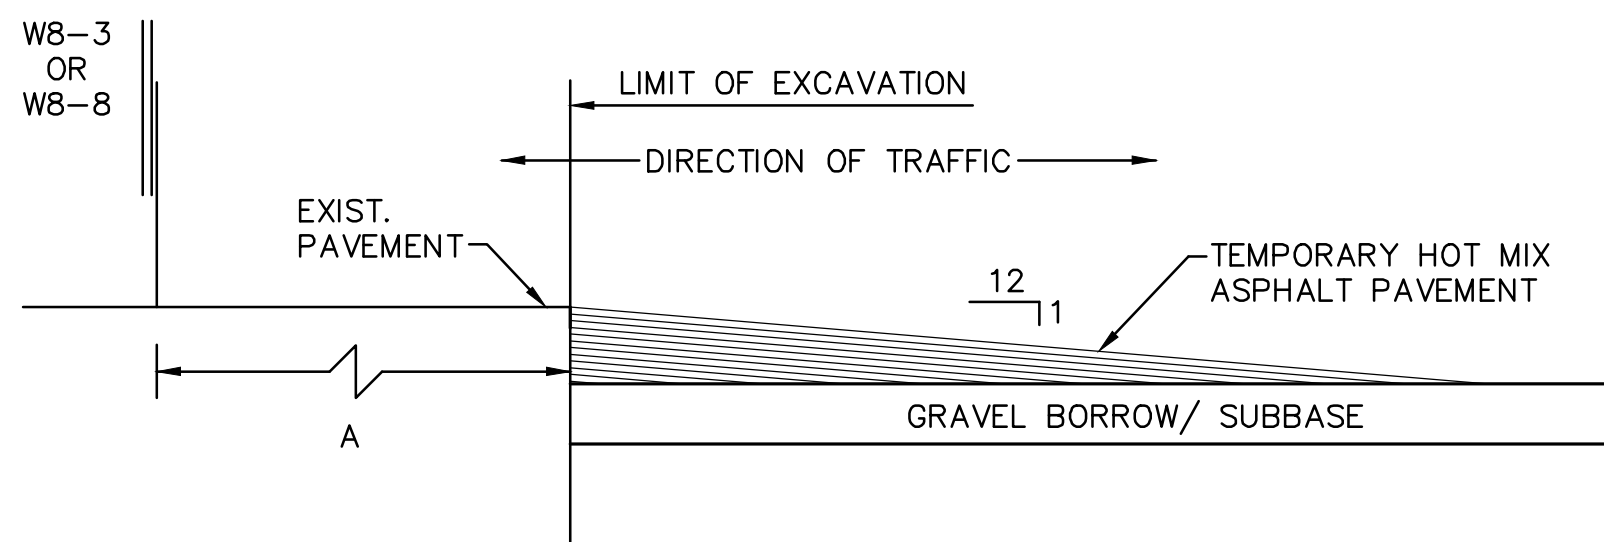 W8-3
OR
W8-8
LIMIT OF EXCAVATION
DIRECTION OF TRAFFIC
EXIST.
PAVEMENT
12
1
TEMPORARY HOT MIX
ASPHALT PAVEMENT
A
GRAVEL BORROW/ SUBBASE